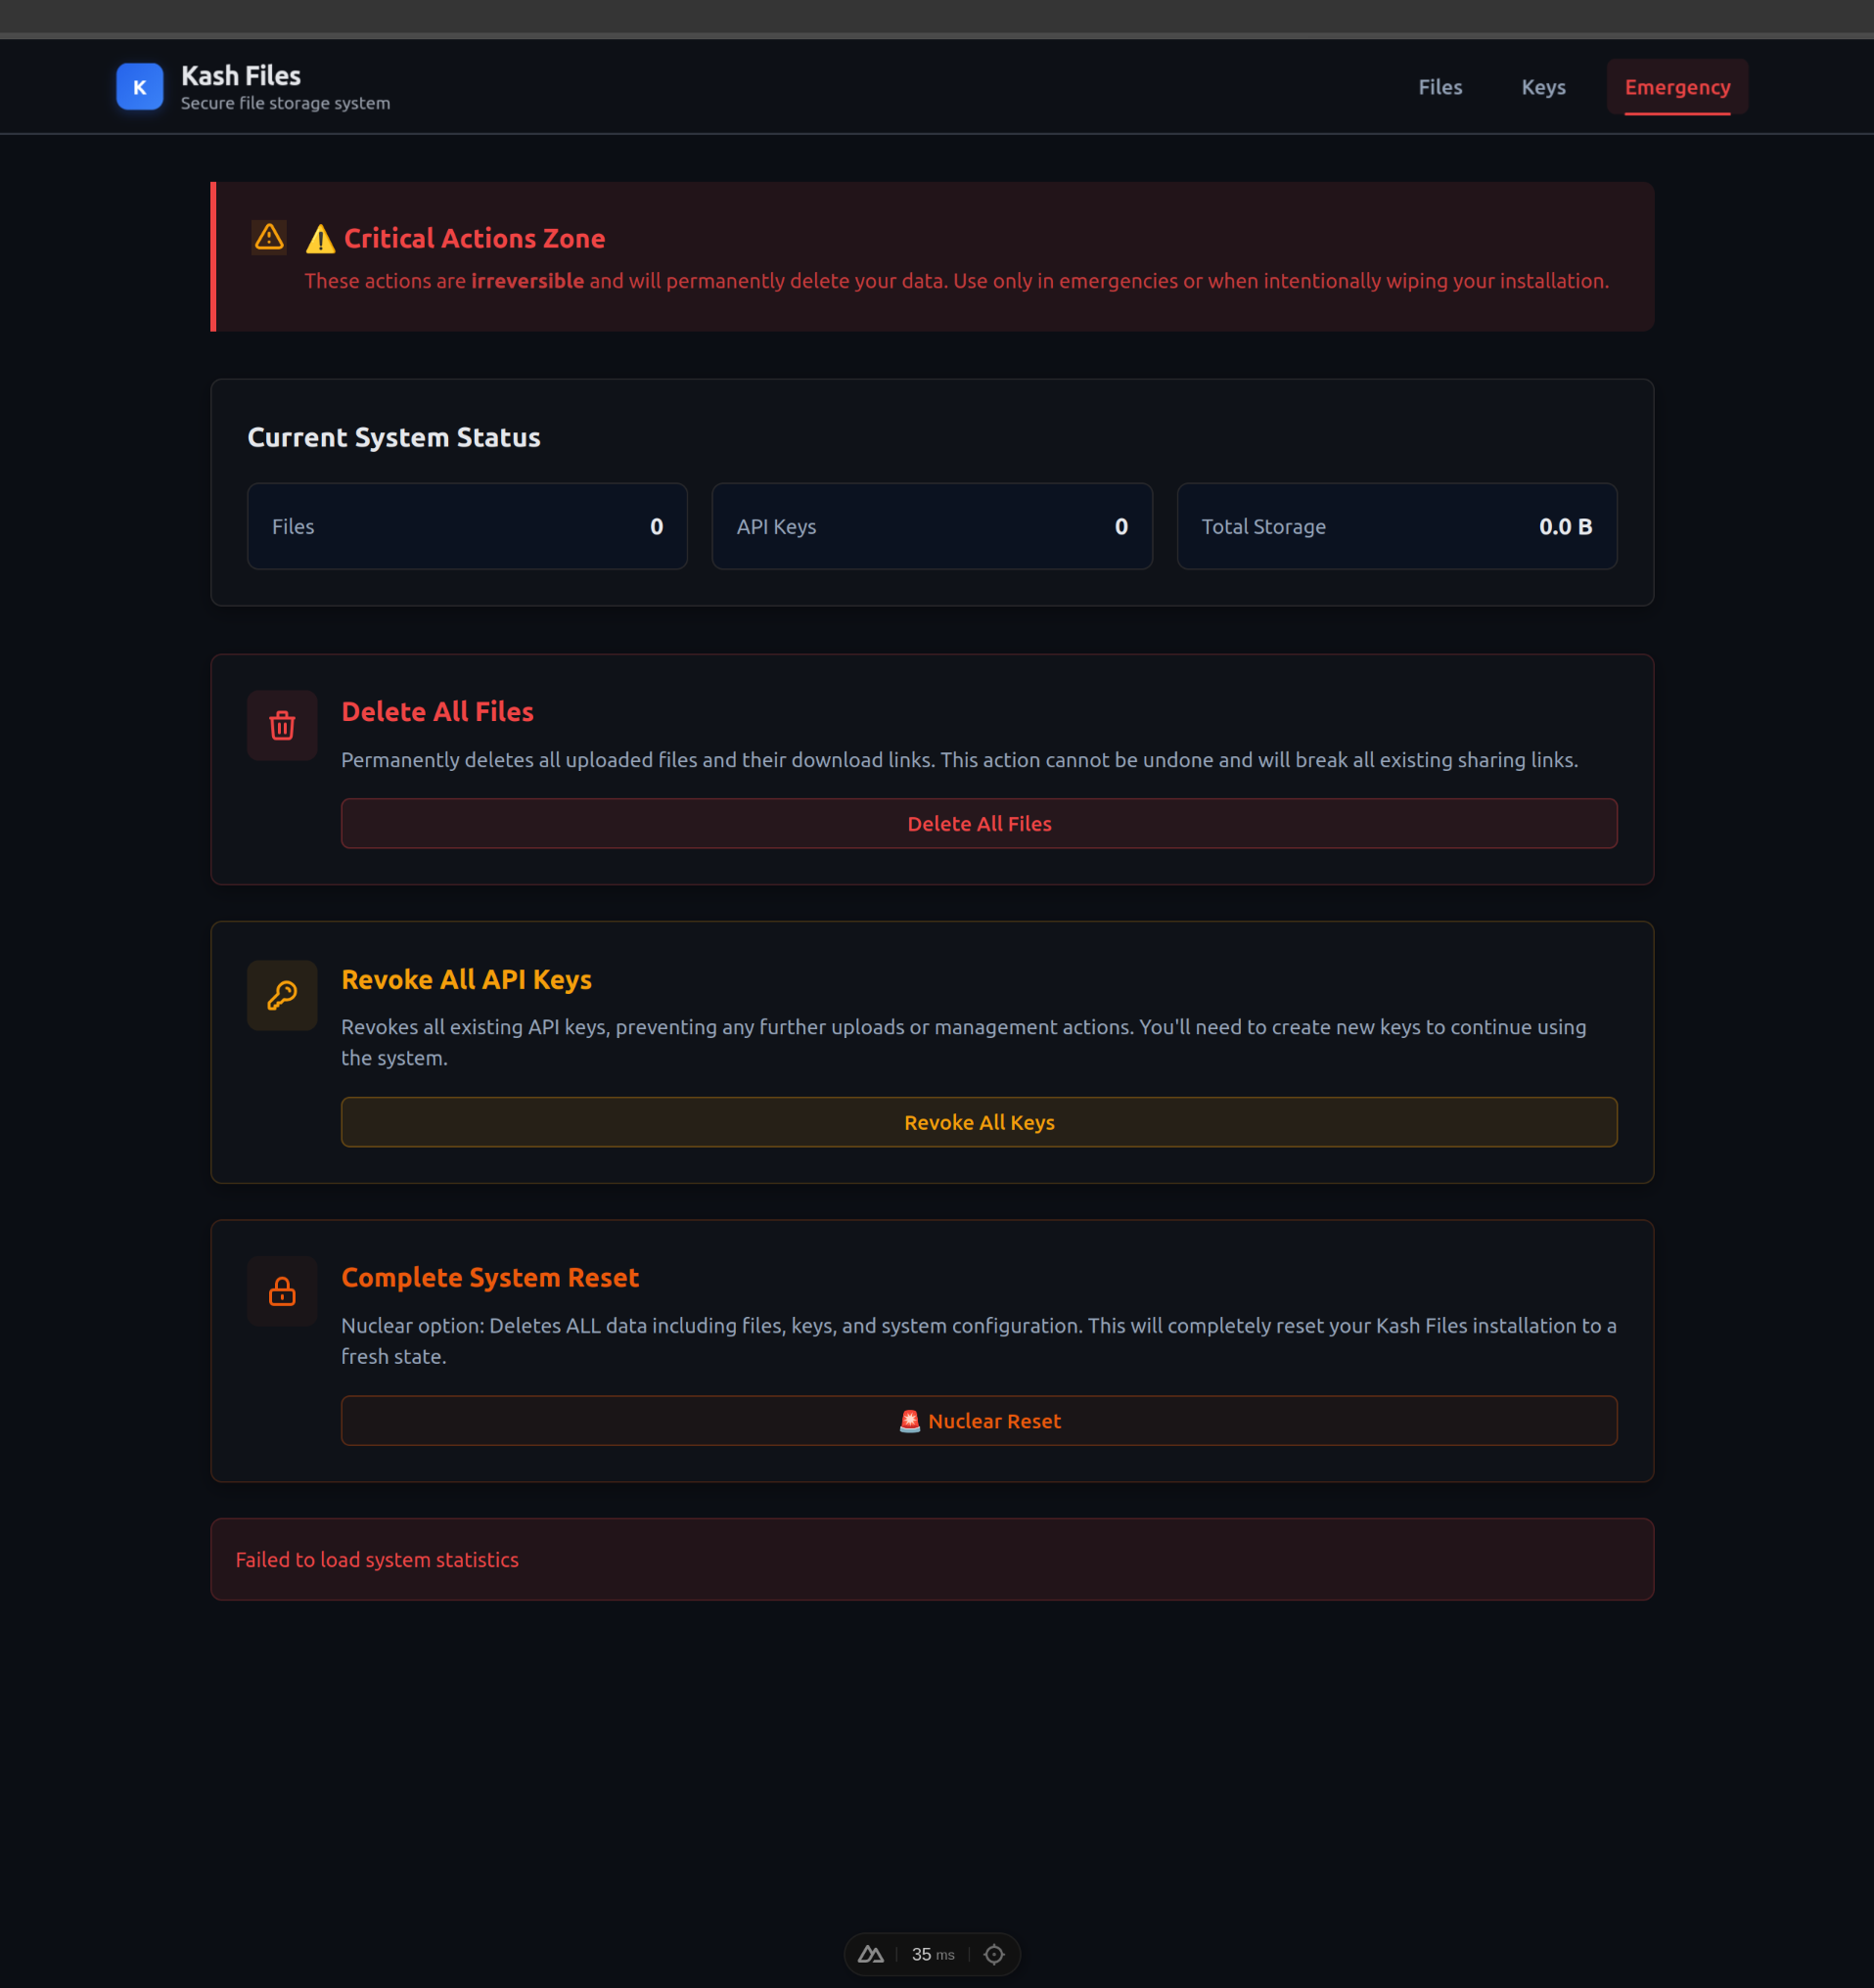 K
Kash Files
Secure file storage system
Files
Keys
Emergency
⚠️ Critical Actions Zone
These actions are irreversible and will permanently delete your data. Use only in emergencies or when intentionally wiping your installation.
Current System Status
Files 0
API Keys 0
Total Storage 0.0 B
Delete All Files
Permanently deletes all uploaded files and their download links. This action cannot be undone and will break all existing sharing links.
Delete All Files
Revoke All API Keys
Revokes all existing API keys, preventing any further uploads or management actions. You'll need to create new keys to continue using
the system.
Revoke All Keys
Complete System Reset
Nuclear option: Deletes ALL data including files, keys, and system configuration. This will completely reset your Kash Files installation to a
fresh state.
🚨 Nuclear Reset
Failed to load system statistics
35 ms